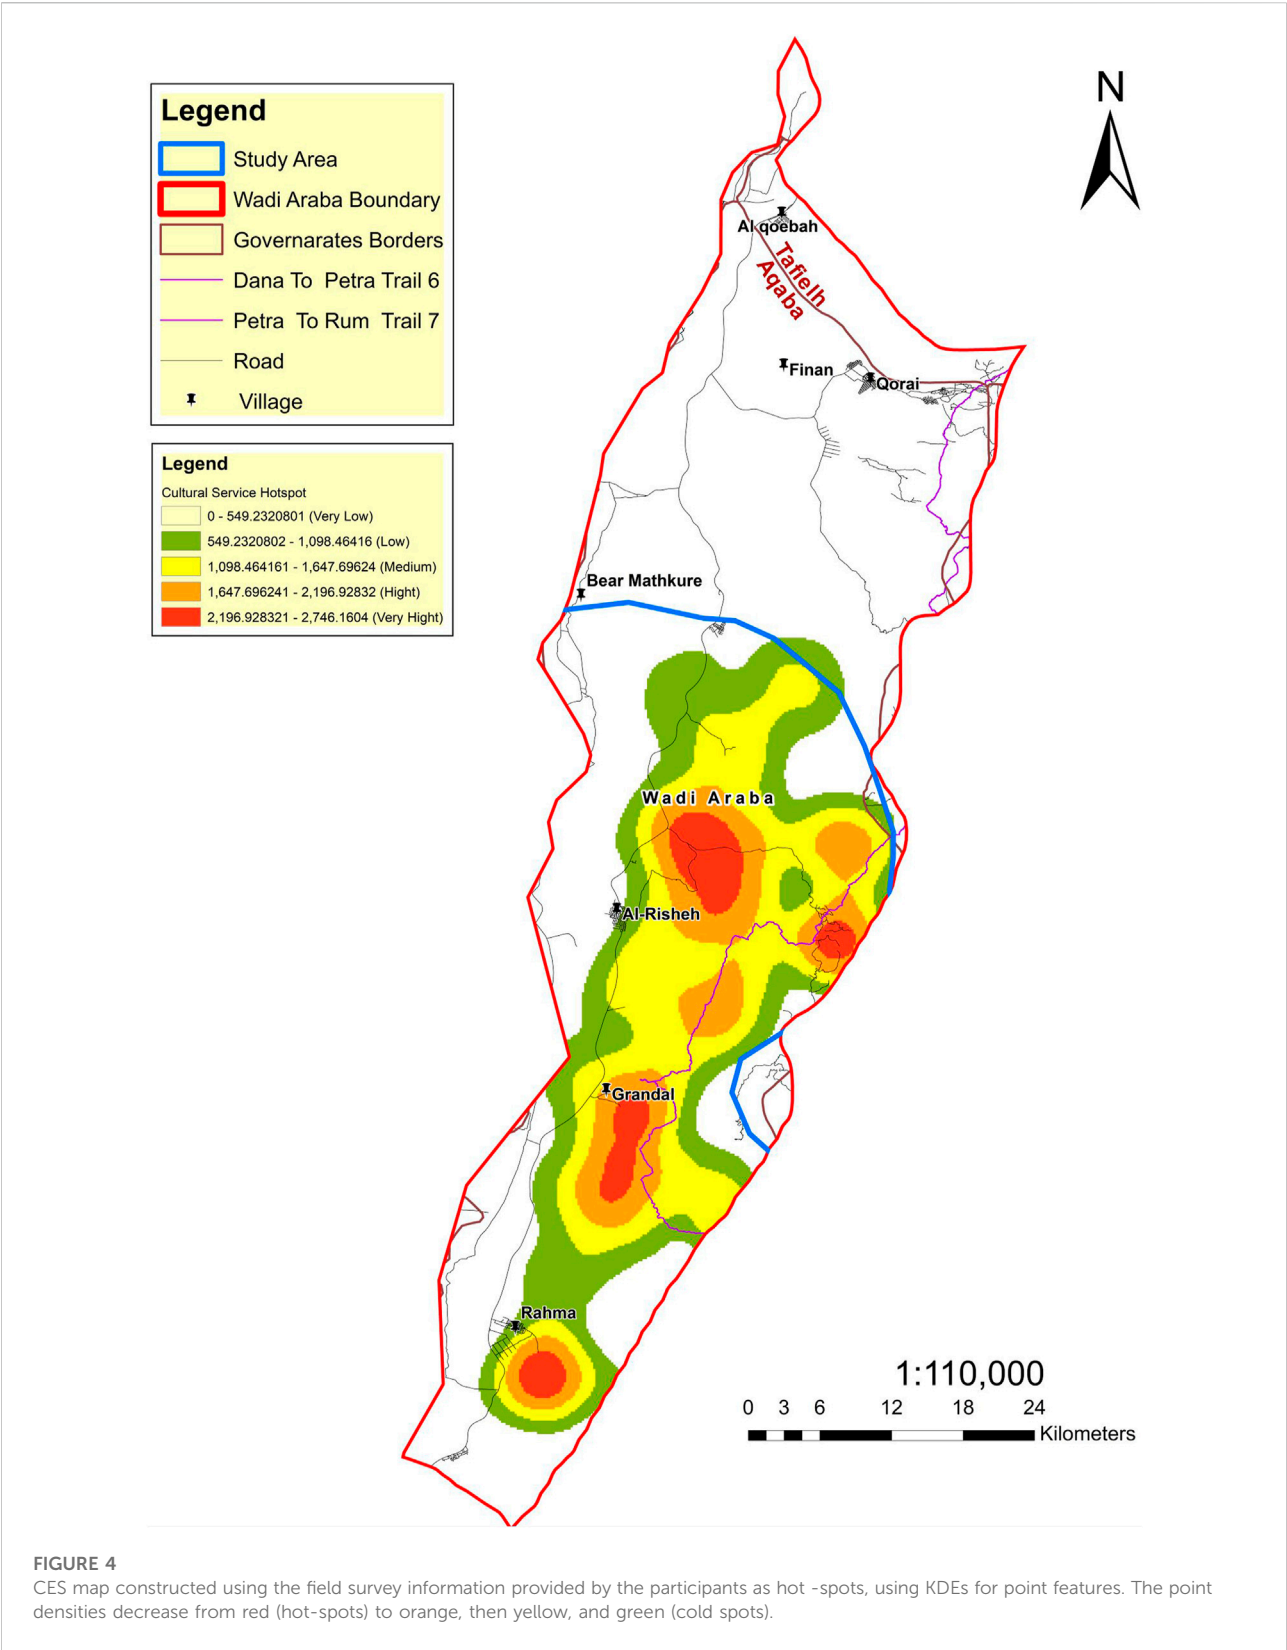 N
Legend
Study Area
Wadi Araba Boundary
Governarates Borders
Dana To Petra Trail 6
Petra To Rum Trail 7
Road
Village
Legend
Cultural Service Hotspot
0 - 549.2320801 (Very Low)
549.2320802 - 1,098.46416 (Low)
1,098.464161 - 1,647.69624 (Medium)
1,647.696241 - 2,196.92832 (Hight)
2,196.928321 - 2,746.1604 (Very Hight)
Al qoebah
Tafielh
Aqaba
Finan
Qorai
Bear Mathkure
Wadi Araba
Al-Risheh
Grandal
Rahma
1:110,000
0 3 6 12 18 24
Kilometers
FIGURE 4
CES map constructed using the field survey information provided by the participants as hot -spots, using KDEs for point features. The point
densities decrease from red (hot-spots) to orange, then yellow, and green (cold spots).